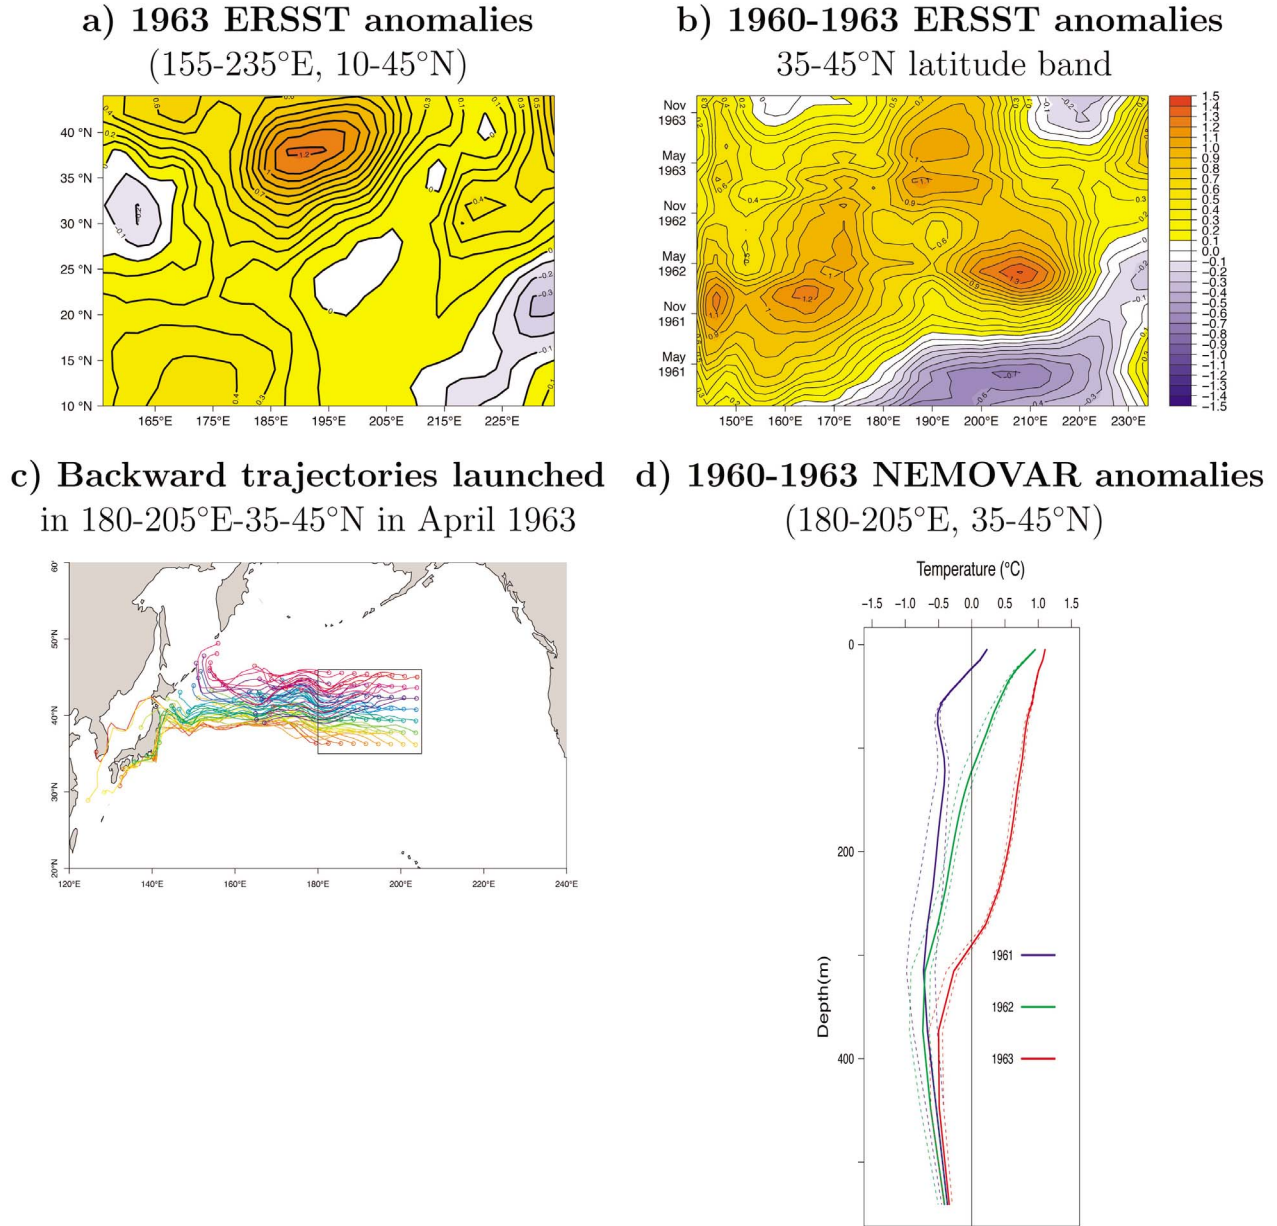 a) 1963 ERSST anomalies
(155-235°E, 10-45°N)
40 °N
35 °N
30 °N
25 °N
20 °N
15 °N
10 °N
165°E 175°E 185°E 195°E 205°E 215°E 225°E
b) 1960-1963 ERSST anomalies
35-45°N latitude band
Nov
1963
May
1963
Nov
1962
May
1962
Nov
1961
May
1961
150°E 160°E 170°E 180°E 190°E 200°E 210°E 220°E 230°E
1.5
1.4
1.3
1.2
1.1
1.0
0.9
0.8
0.7
0.6
0.5
0.4
0.3
0.2
0.1
0.0
−0.1
−0.2
−0.3
−0.4
−0.5
−0.6
−0.7
−0.8
−0.9
−1.0
−1.1
−1.2
−1.3
−1.4
−1.5
c) Backward trajectories launched
in 180-205°E-35-45°N in April 1963
50°N
40°N
30°N
20°N
120°E 140°E 160°E 180°E 200°E 220°E 240°E
d) 1960-1963 NEMOVAR anomalies
(180-205°E, 35-45°N)
Temperature (°C)
−1.5 −1.0 −0.5 0.0 0.5 1.0 1.5
0
200
400
Depth(m)
1961
1962
1963